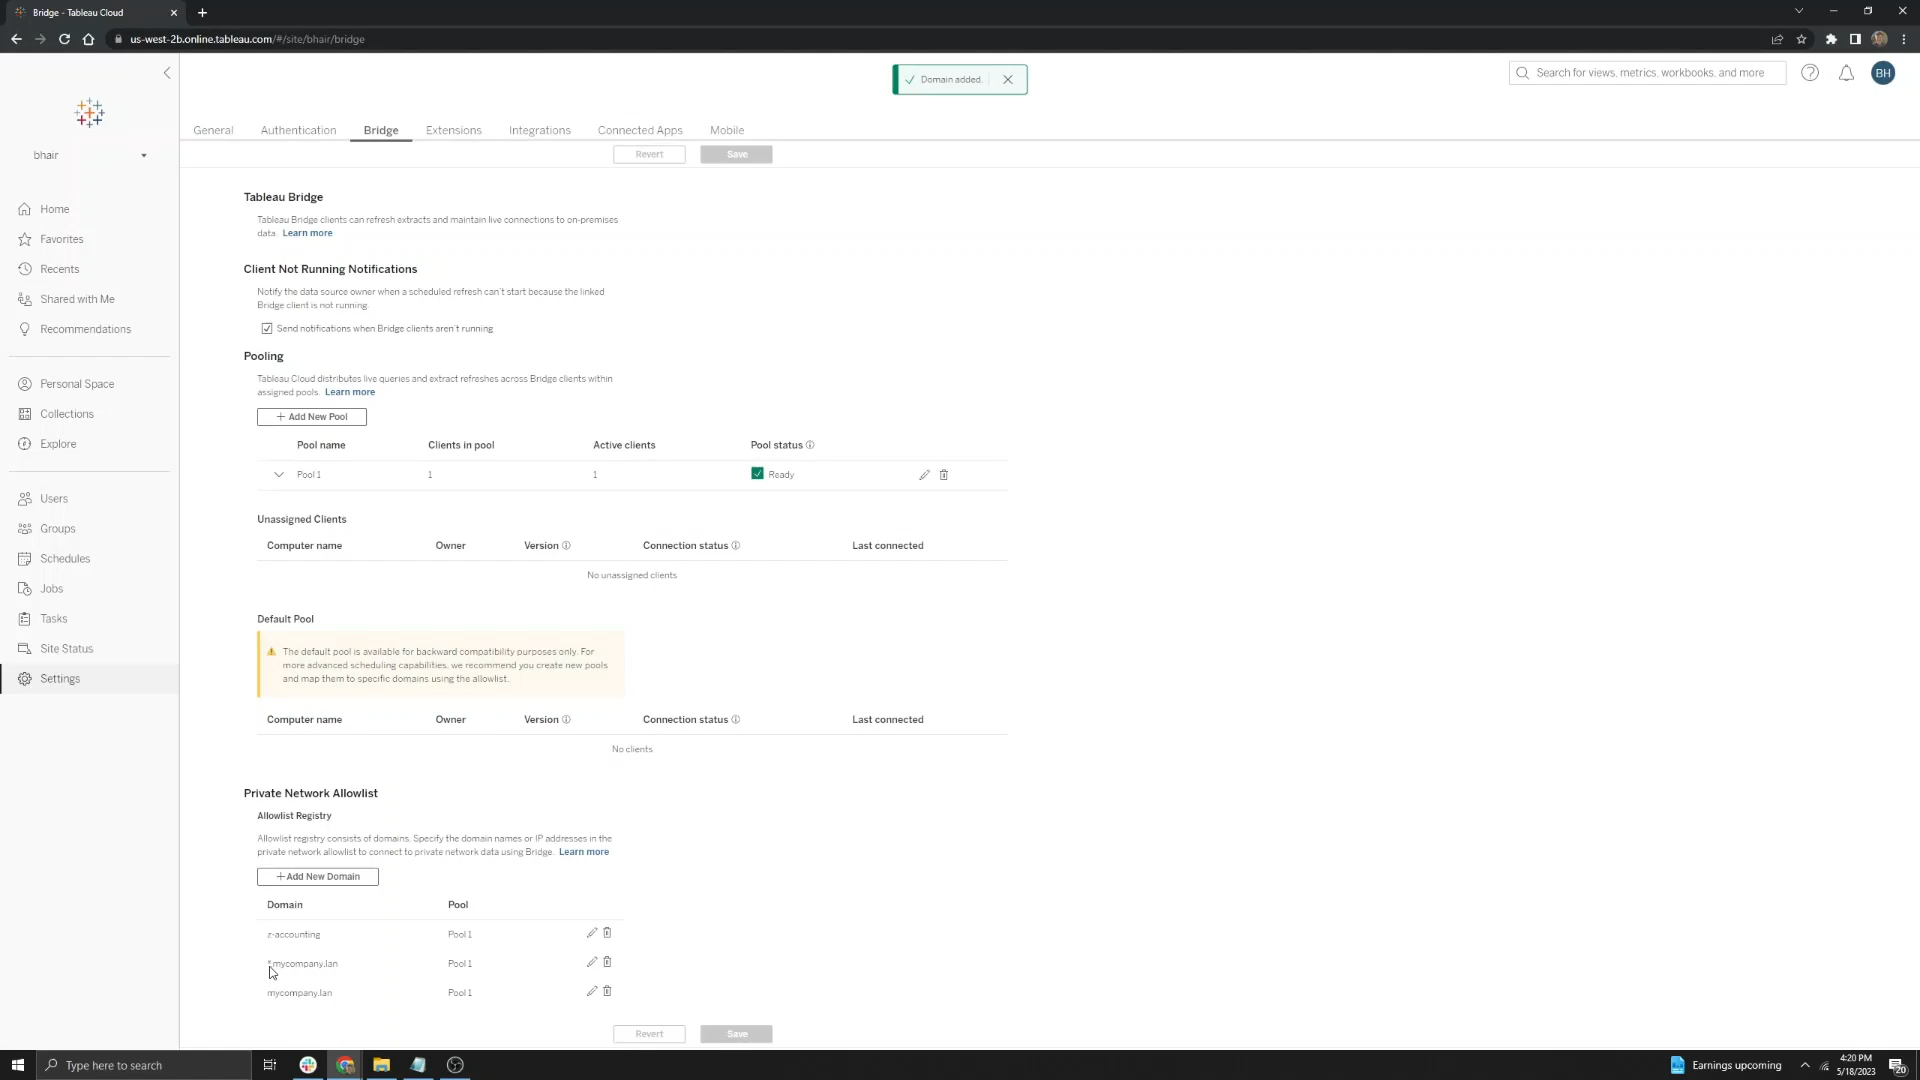 Bridge - Tableau Cloud
us-west-2b.online.tableau.com/#/site/bhair/bridge
Domain added.
Search for views, metrics, workbooks, and more
BH
General Authentication Bridge Extensions Integrations Connected Apps Mobile
bhair
Revert Save
Home
Favorites
Recents
Shared with Me
Recommendations
Personal Space
Collections
Explore
Users
Groups
Schedules
Jobs
Tasks
Site Status
Settings
Tableau Bridge
Tableau Bridge clients can refresh extracts and maintain live connections to on-premises
data. Learn more
Client Not Running Notifications
Notify the data source owner when a scheduled refresh can't start because the linked
Bridge client is not running.
Send notifications when Bridge clients aren't running
Pooling
Tableau Cloud distributes live queries and extract refreshes across Bridge clients within
assigned pools. Learn more
+ Add New Pool
Pool name Clients in pool Active clients Pool status
Pool 1 1 1 Ready
Unassigned Clients
Computer name Owner Version Connection status Last connected
No unassigned clients
Default Pool
The default pool is available for backward compatibility purposes only. For
more advanced scheduling capabilities, we recommend you create new pools
and map them to specific domains using the allowlist.
Computer name Owner Version Connection status Last connected
No clients
Private Network Allowlist
Allowlist Registry
Allowlist registry consists of domains. Specify the domain names or IP addresses in the
private network allowlist to connect to private network data using Bridge. Learn more
+ Add New Domain
Domain Pool
z-accounting Pool 1
*.mycompany.lan Pool 1
mycompany.lan Pool 1
Revert Save
Type here to search
Earnings upcoming
4:20 PM
5/18/2023
20